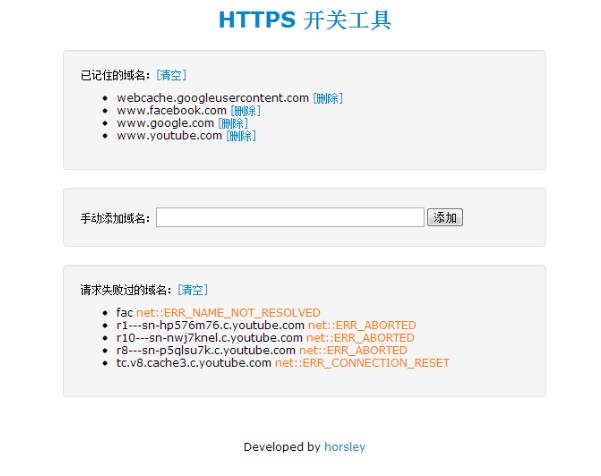 HTTPS 开关工具
已记住的域名：[清空]
webcache.googleusercontent.com [删除]
www.facebook.com [删除]
www.google.com [删除]
www.youtube.com [删除]
手动添加域名： 添加
请求失败过的域名：[清空]
fac net::ERR_NAME_NOT_RESOLVED
r1---sn-hp576m76.c.youtube.com net::ERR_ABORTED
r10---sn-nwj7knel.c.youtube.com net::ERR_ABORTED
r8---sn-p5qlsu7k.c.youtube.com net::ERR_ABORTED
tc.v8.cache3.c.youtube.com net::ERR_CONNECTION_RESET
Developed by horsley